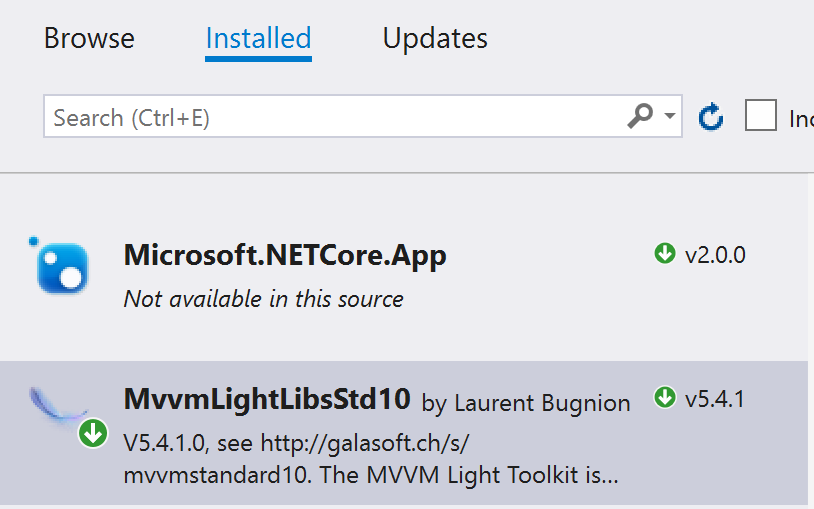 Browse Installed Updates
Search (Ctrl+E)
Microsoft.NETCore.App v2.0.0
Not available in this source
MvvmLightLibsStd10 by Laurent Bugnion v5.4.1
V5.4.1.0, see http://galasoft.ch/s/
mvvmstandard10. The MVVM Light Toolkit is...